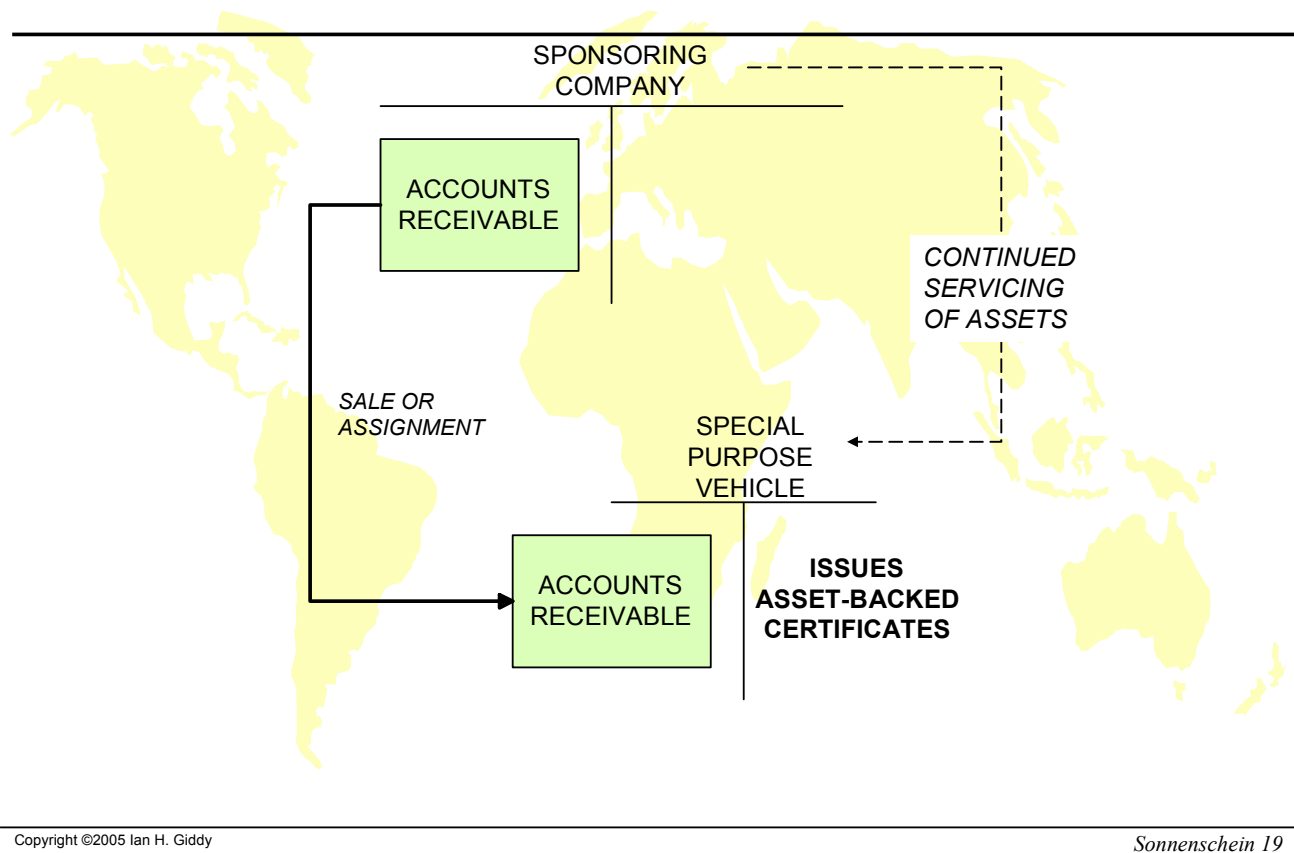 SPONSORING
COMPANY
ACCOUNTS
RECEIVABLE
CONTINUED
SERVICING
OF ASSETS
SALE OR
ASSIGNMENT
SPECIAL
PURPOSE
VEHICLE
ACCOUNTS
RECEIVABLE
ISSUES
ASSET-BACKED
CERTIFICATES
Copyright ©2005 Ian H. Giddy
Sonnenschein 19